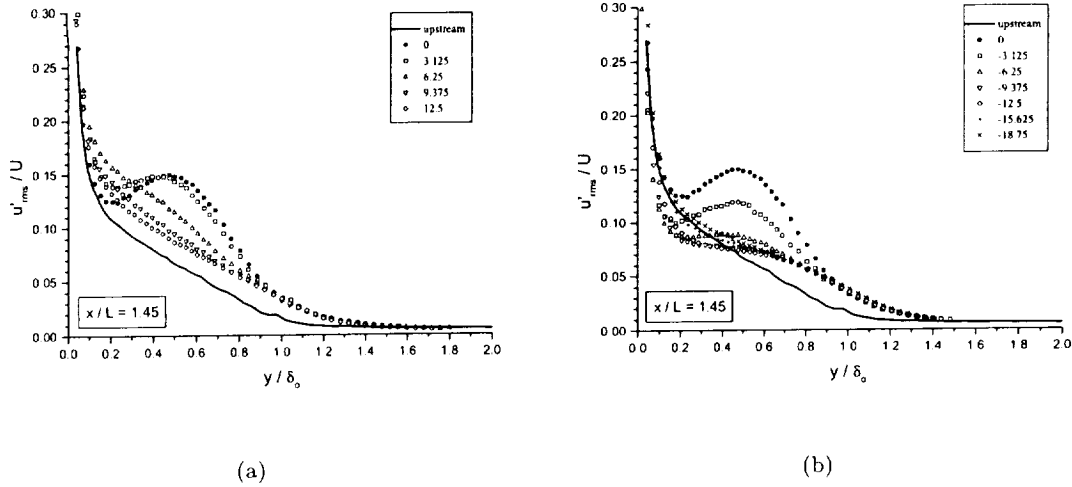 0.30
0.25
0.20
0.15
0.10
0.05
0.00
u'rms / U
upstream
0
3 125
6 25
9 375
12 5
x / L = 1.45
0.0 0.2 0.4 0.6 0.8 1.0 1.2 1.4 1.6 1.8 2.0
y / δo
(a)
0.30
0.25
0.20
0.15
0.10
0.05
0.00
u'rms / U
upstream
0
-3 125
-6 25
-9 375
-12 5
-15 625
-18 75
x / L = 1.45
0.0 0.2 0.4 0.6 0.8 1.0 1.2 1.4 1.6 1.8 2.0
y / δo
(b)